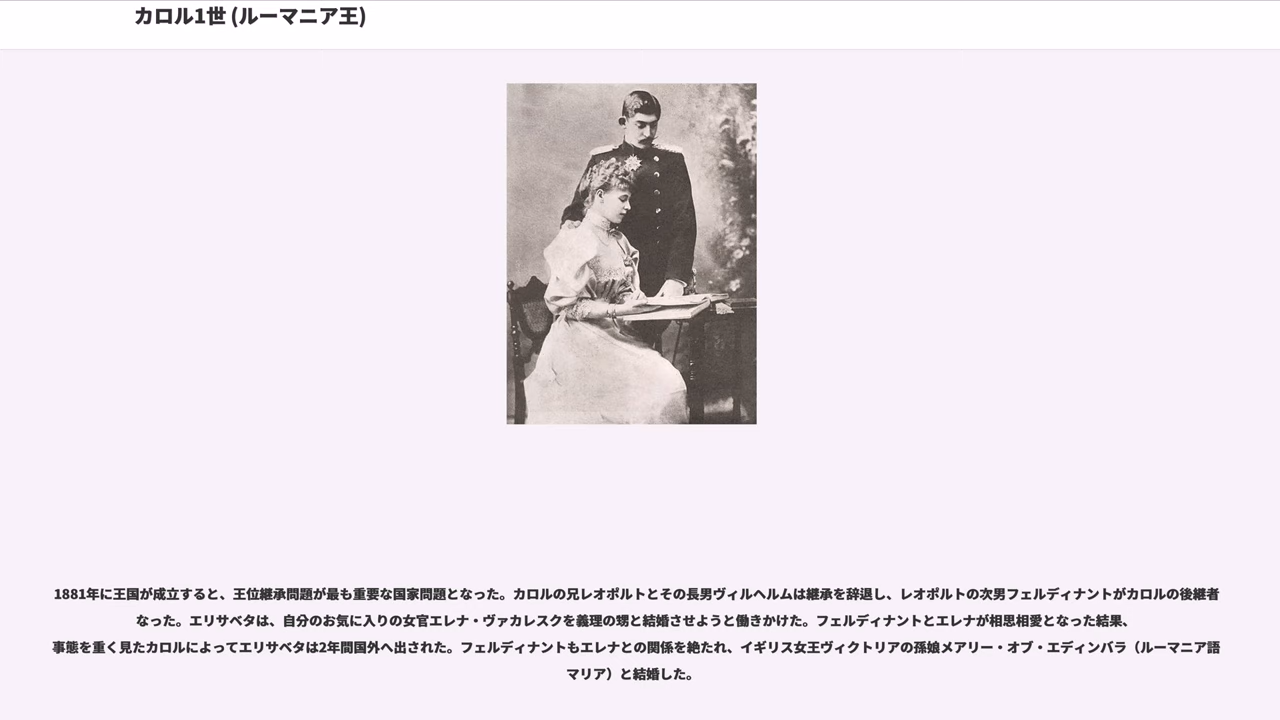 カロル1世 (ルーマニア王)
1881年に王国が成立すると、王位継承問題が最も重要な国家問題となった。カロルの兄レオポルトとその長男ヴィルヘルムは継承を辞退し、レオポルトの次男フェルディナントがカロルの後継者
なった。エリサベタは、自分のお気に入りの女官エレナ・ヴァカレスクを義理の甥と結婚させようと働きかけた。フェルディナントとエレナが相思相愛となった結果、
事態を重く見たカロルによってエリサベタは2年間国外へ出された。フェルディナントもエレナとの関係を絶たれ、イギリス女王ヴィクトリアの孫娘メアリー・オブ・エディンバラ（ルーマニア語
マリア）と結婚した。